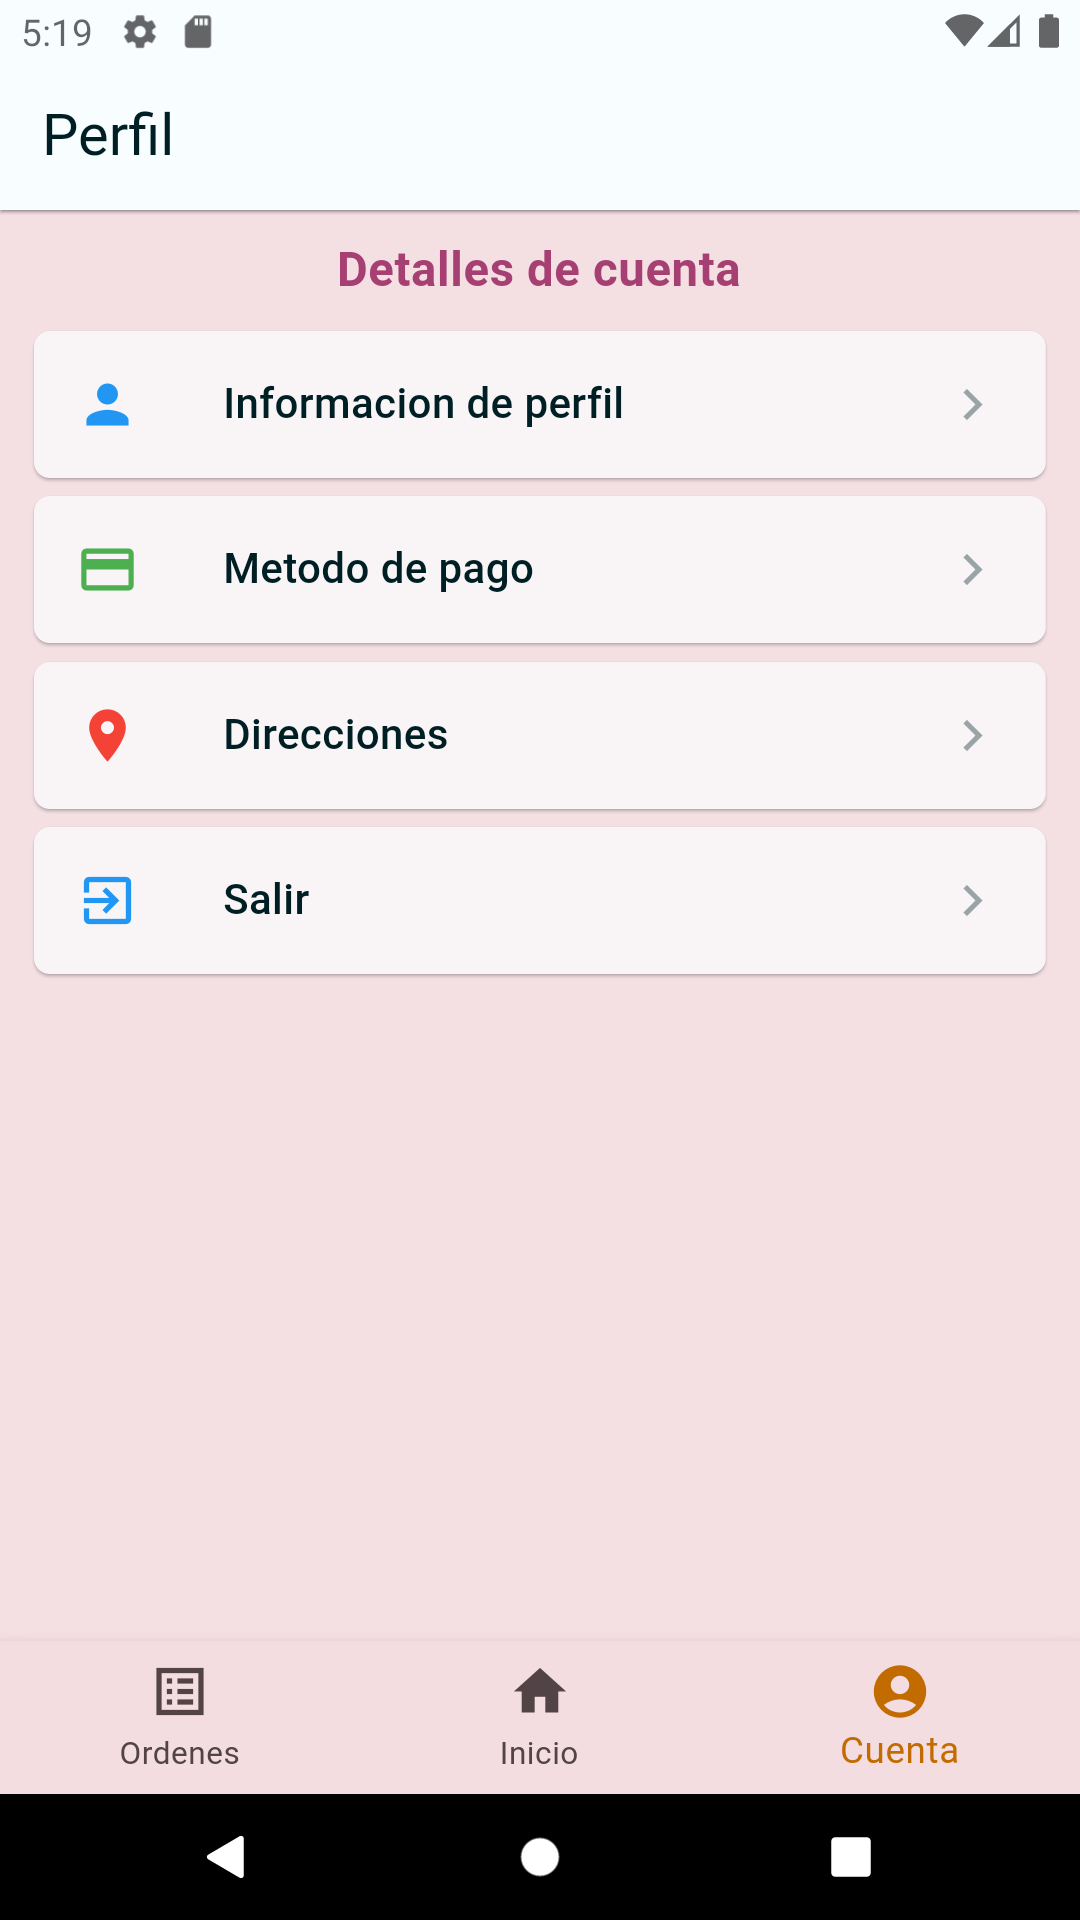 5:19
Perfil
Detalles de cuenta
Informacion de perfil
Metodo de pago
Direcciones
Salir
Ordenes
Inicio
Cuenta